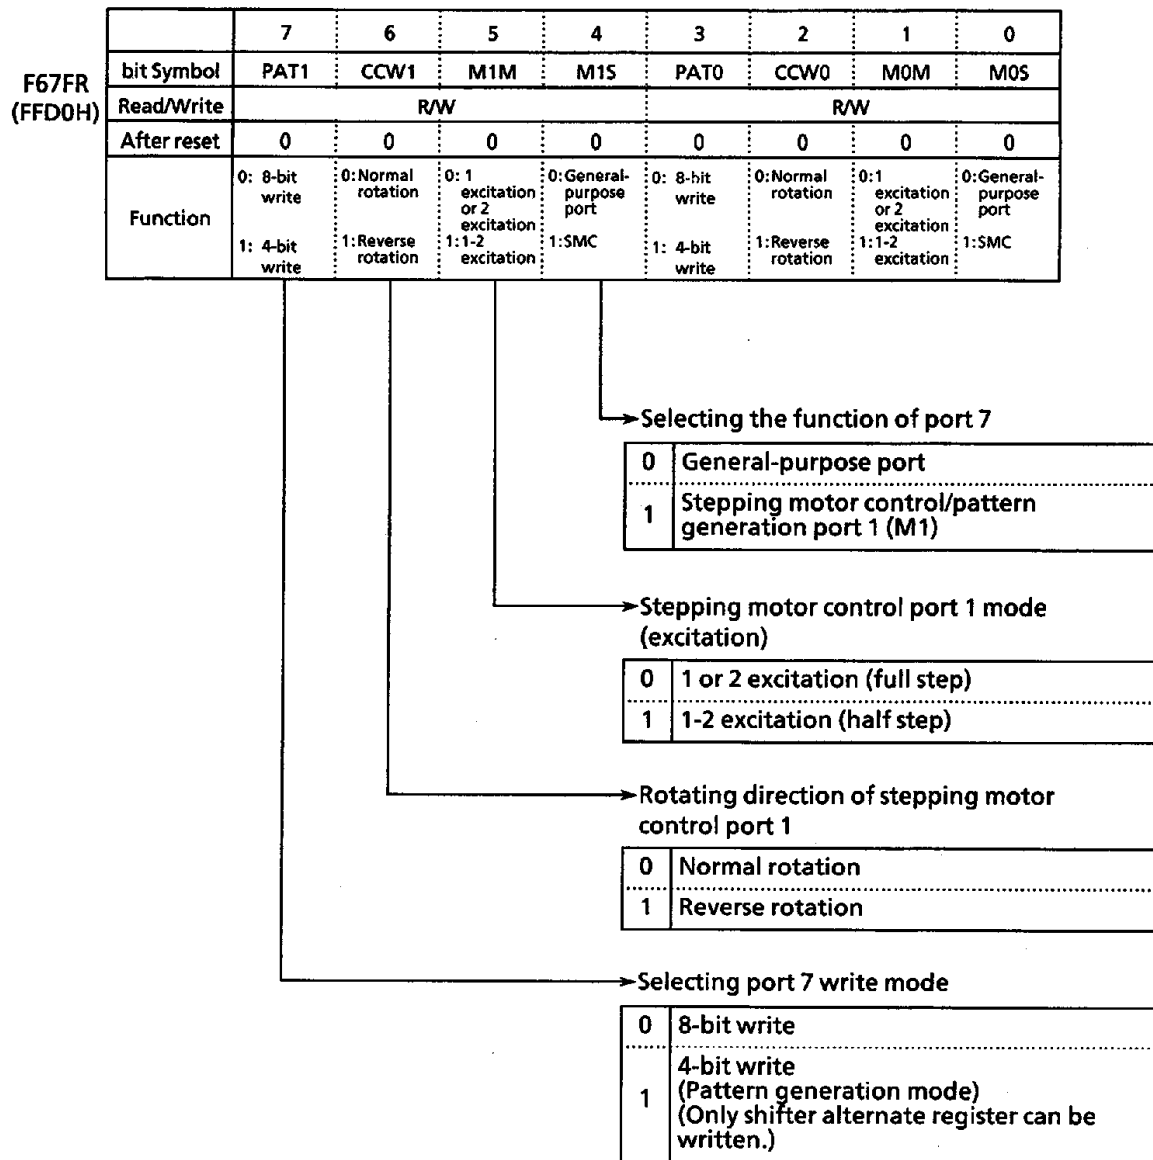 7 6 5 4 3 2 1 0
F67FR
(FFD0H)
bit Symbol PAT1 CCW1 M1M M1S PAT0 CCW0 M0M M0S
Read/Write R/W R/W
After reset 0 0 0 0 0 0 0 0
Function
0: 8-bit write
1: 4-bit write
0:Normal rotation
1:Reverse rotation
0: 1 excitation or 2 excitation
1:1-2 excitation
0:General-purpose port
1:SMC
0: 8-bit write
1: 4-bit write
0:Normal rotation
1:Reverse rotation
0:1 excitation or 2 excitation
1:1-2 excitation
0:General-purpose port
1:SMC
Selecting the function of port 7
0 General-purpose port
1 Stepping motor control/pattern
generation port 1 (M1)
Stepping motor control port 1 mode
(excitation)
0 1 or 2 excitation (full step)
1 1-2 excitation (half step)
Rotating direction of stepping motor
control port 1
0 Normal rotation
1 Reverse rotation
Selecting port 7 write mode
0 8-bit write
1 4-bit write
(Pattern generation mode)
(Only shifter alternate register can be
written.)